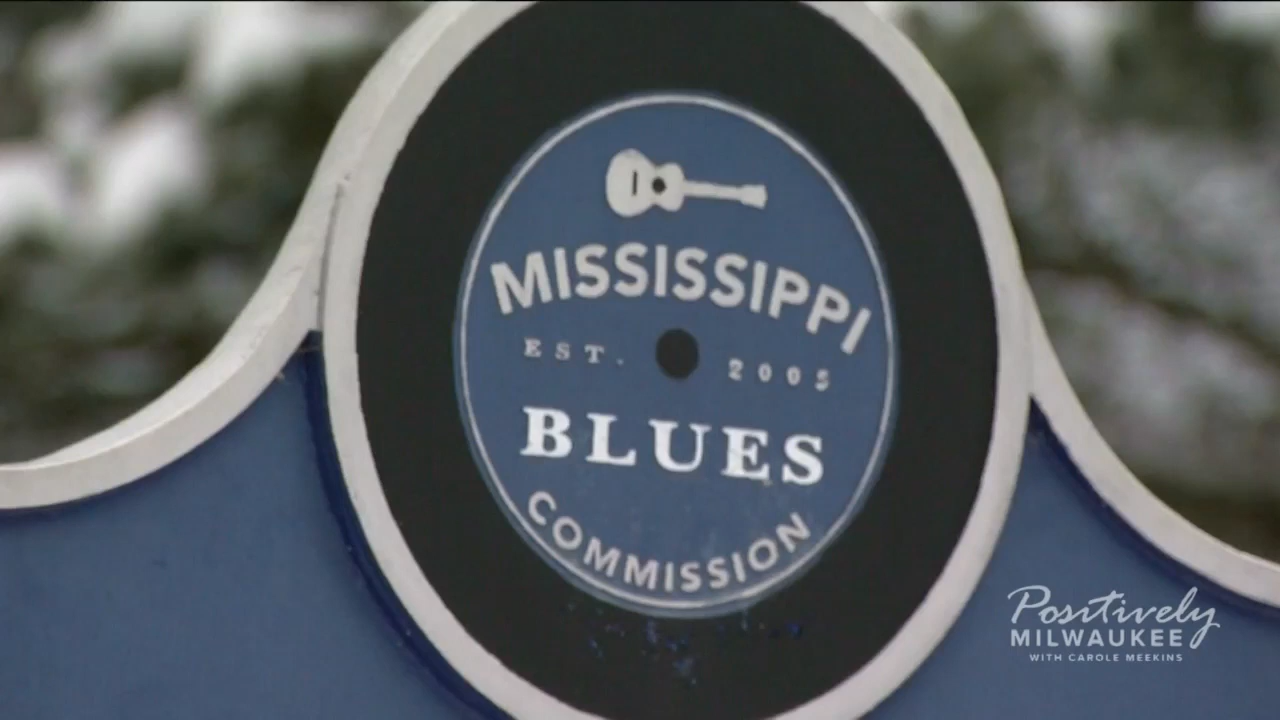 MISSISSIPPI
EST. 2005
BLUES
COMMISSION
Positively
MILWAUKEE
WITH CAROLE MEEKINS